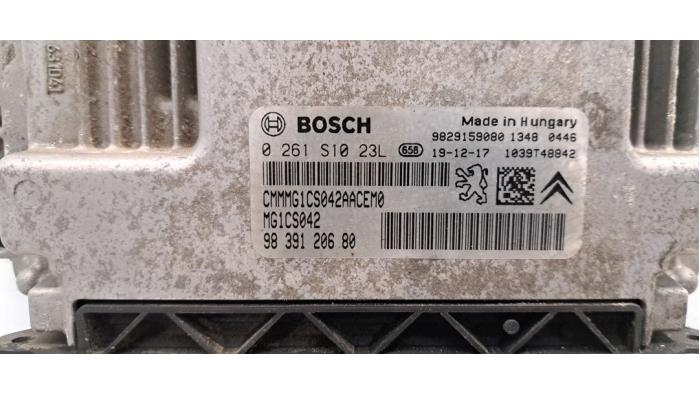 BOSCH
Made in Hungary
9829159080 1348 0446
0 261 S10 23L 658 19-12-17 1039T48842
CMMMG1CS042AACEM0
MG1CS042
98 391 206 80